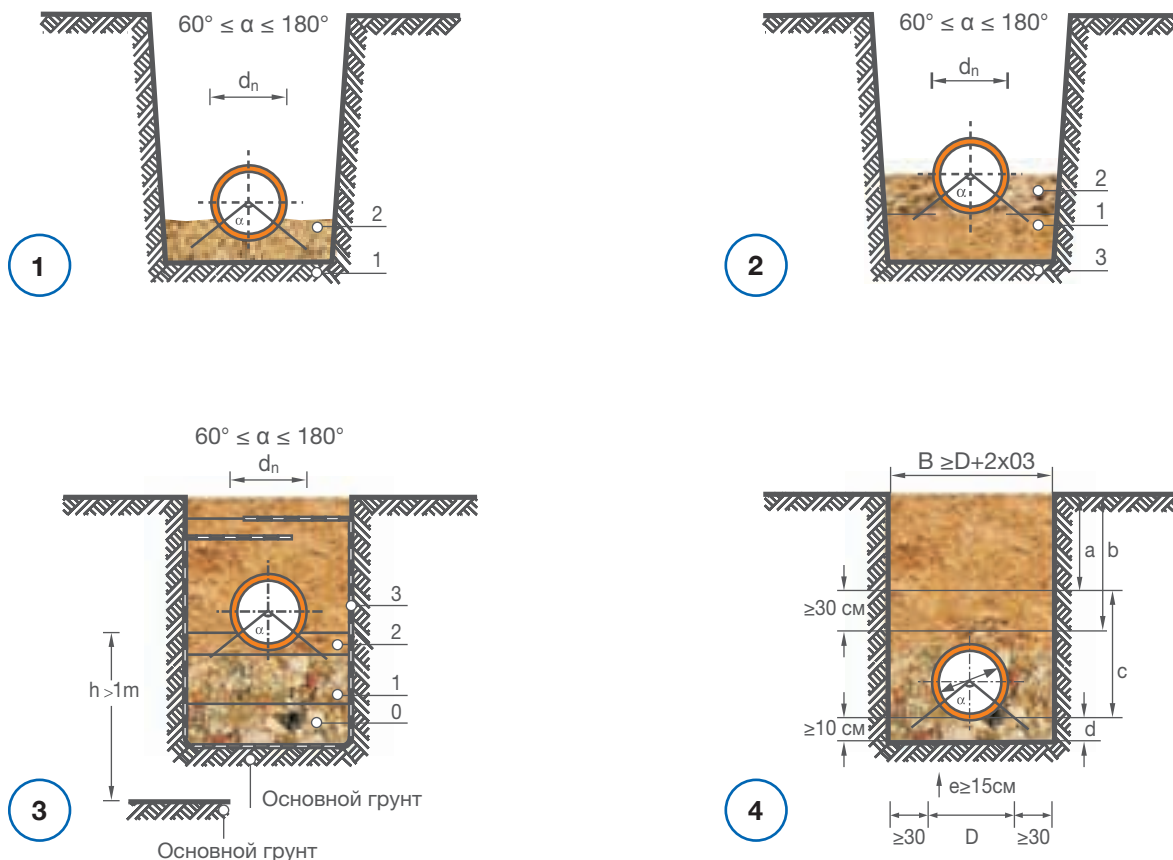 60° ≤ α ≤ 180°
dn
α
2
1
1
60° ≤ α ≤ 180°
dn
α
2
1
3
2
60° ≤ α ≤ 180°
dn
α
3
2
1
0
h>1m
Основной грунт
Основной грунт
3
B ≥D+2x03
a
b
≥30 см
c
α
≥10 см
d
e≥15см
≥30
D
≥30
4